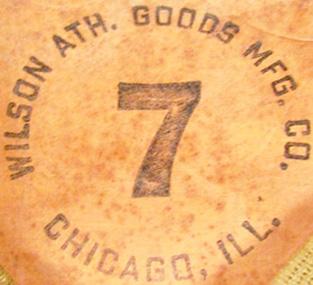 WILSON ATH. GOODS MFG. CO.
7
CHICAGO, ILL.